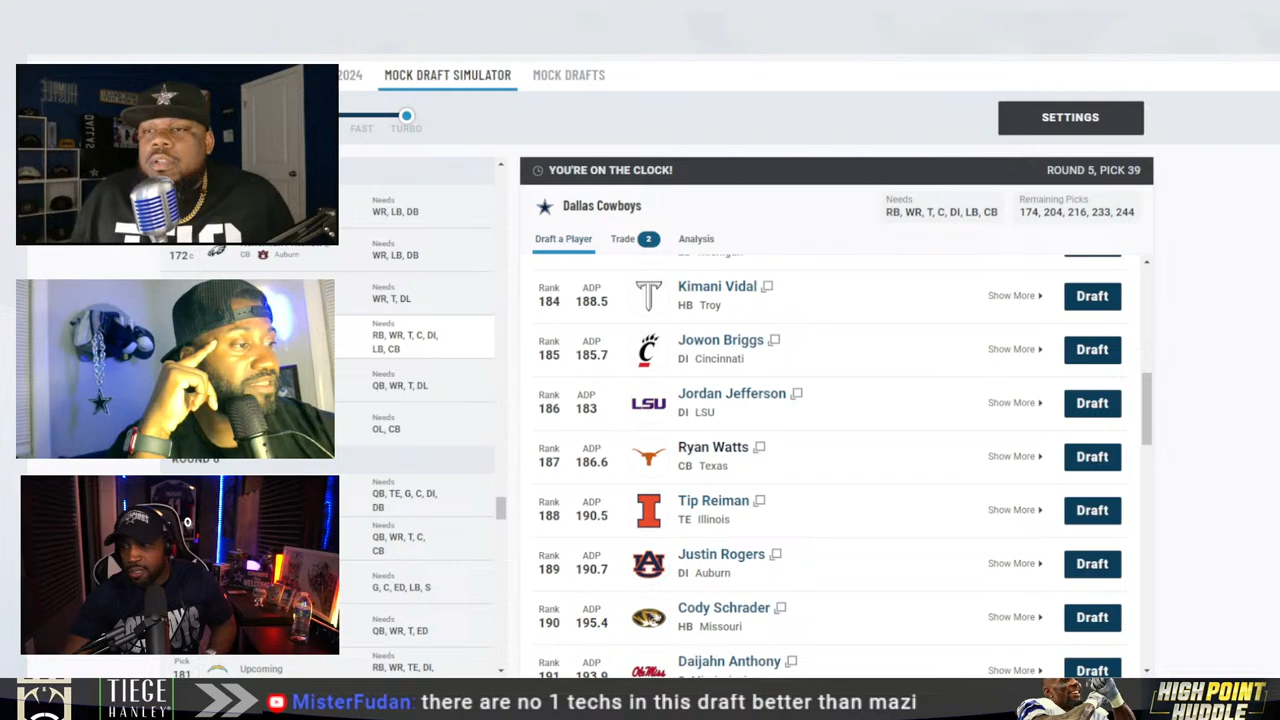 2024 MOCK DRAFT SIMULATOR MOCK DRAFTS
FAST TURBO
SETTINGS
YOU'RE ON THE CLOCK! ROUND 5, PICK 39
Dallas Cowboys
Needs
RB, WR, T, C, DI, LB, CB
Remaining Picks
174, 204, 216, 233, 244
Draft a Player Trade 2 Analysis
Needs
WR, LB, DB
172
CB Auburn
Needs
WR, LB, DB
Needs
WR, T, DL
Needs
RB, WR, T, C, DI,
LB, CB
Needs
QB, WR, T, DL
Needs
OL, CB
Needs
QB, TE, G, C, DI,
DB
Needs
QB, WR, T, C,
CB
Needs
G, C, ED, LB, S
Needs
QB, WR, T, ED
Pick
181
Upcoming
Needs
RB, WR, TE, DI,
Rank
184
ADP
188.5
Kimani Vidal
HB Troy
Show More
Draft
Rank
185
ADP
185.7
Jowon Briggs
DI Cincinnati
Show More
Draft
Rank
186
ADP
183
LSU
Jordan Jefferson
DI LSU
Show More
Draft
Rank
187
ADP
186.6
Ryan Watts
CB Texas
Show More
Draft
Rank
188
ADP
190.5
Tip Reiman
TE Illinois
Show More
Draft
Rank
189
ADP
190.7
Justin Rogers
DI Auburn
Show More
Draft
Rank
190
ADP
195.4
Cody Schrader
HB Missouri
Show More
Draft
Rank
191
ADP
193.9
Ole Miss
Daijahn Anthony
Show More
Draft
TIEGE
HANLEY
MisterFudan: there are no 1 techs in this draft better than mazi
HIGH POINT
HUDDLE